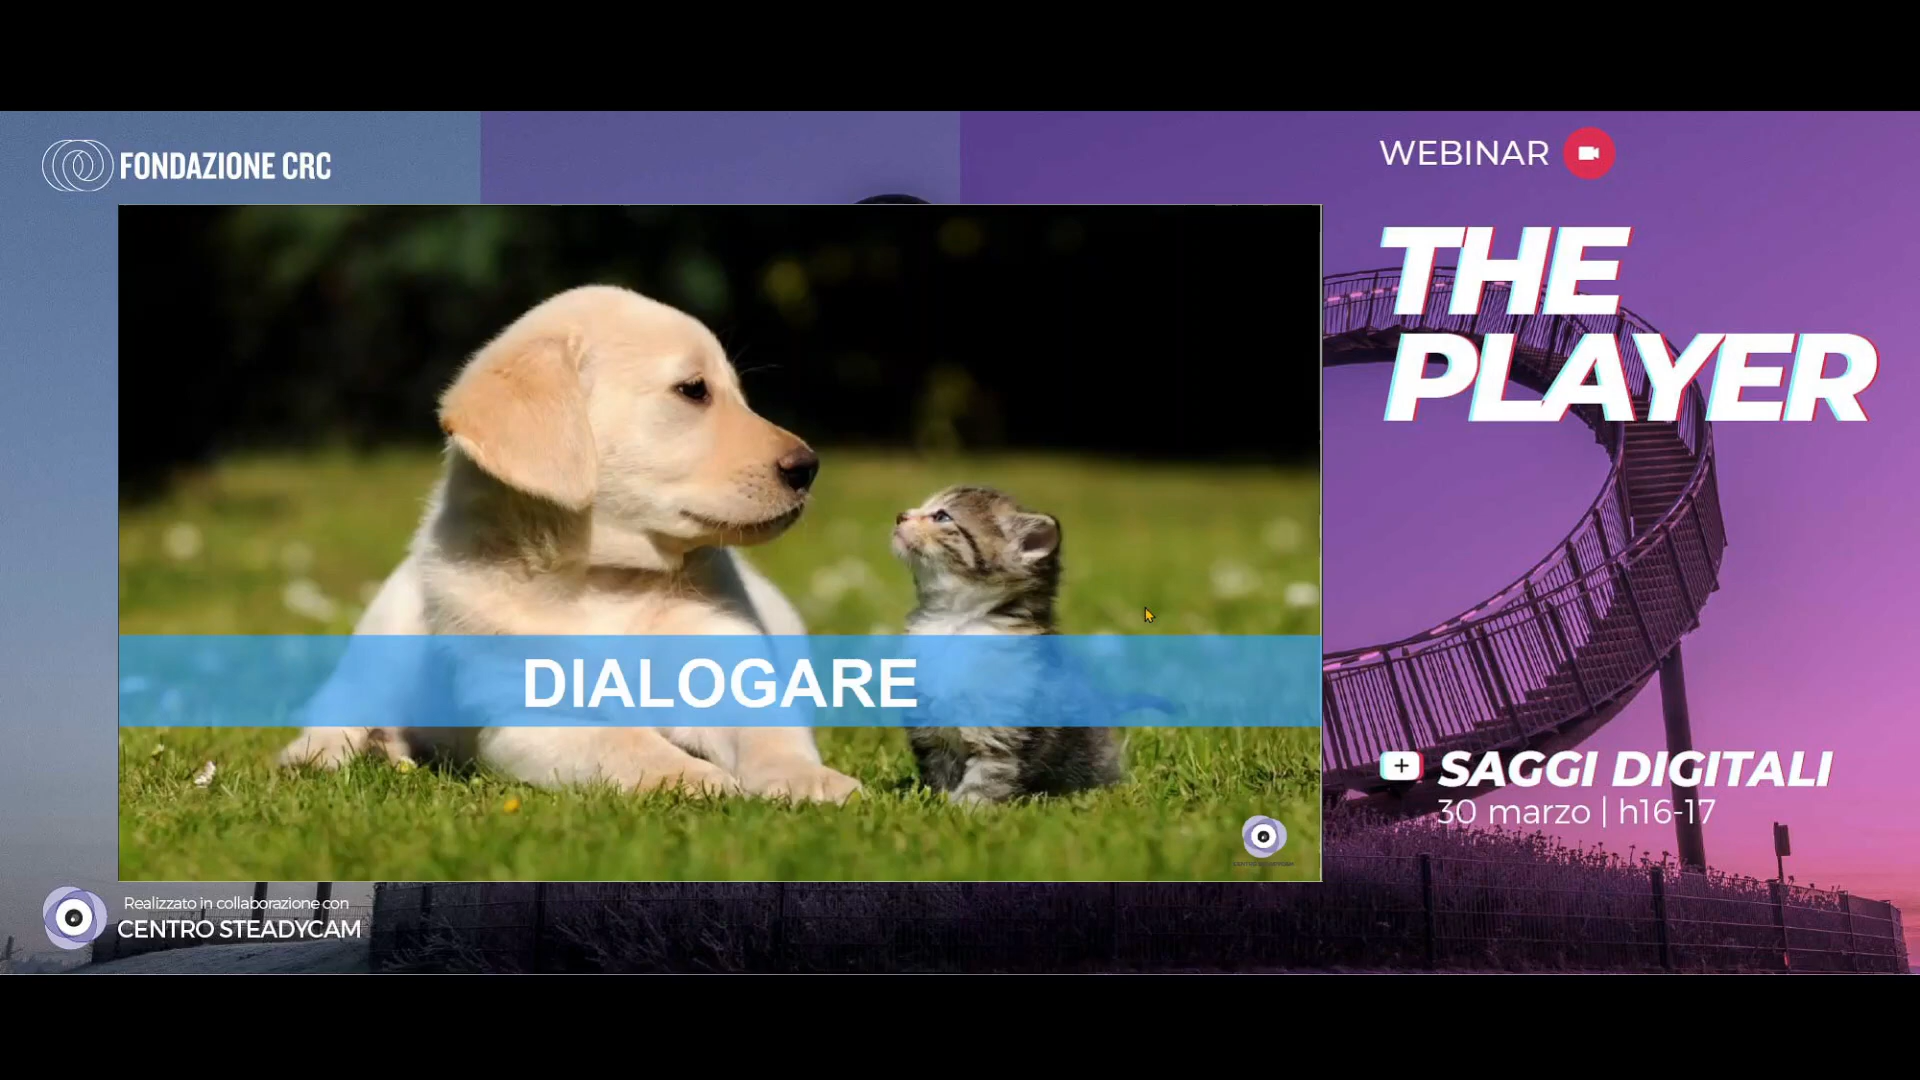 FONDAZIONE CRC
WEBINAR
THE
PLAYER
DIALOGARE
SAGGI DIGITALI
30 marzo | h16-17
Realizzato in collaborazione con
CENTRO STEADYCAM